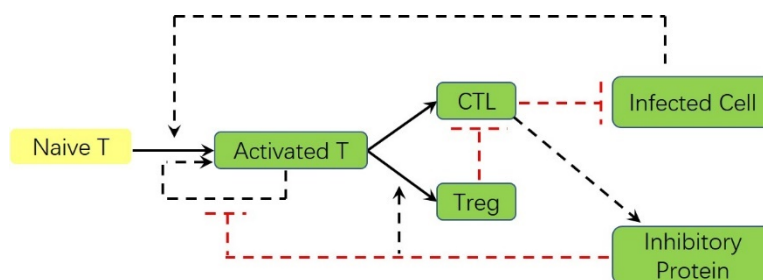 CTL
Infected Cell
Naive T
Activated T
Treg
Inhibitory
Protein